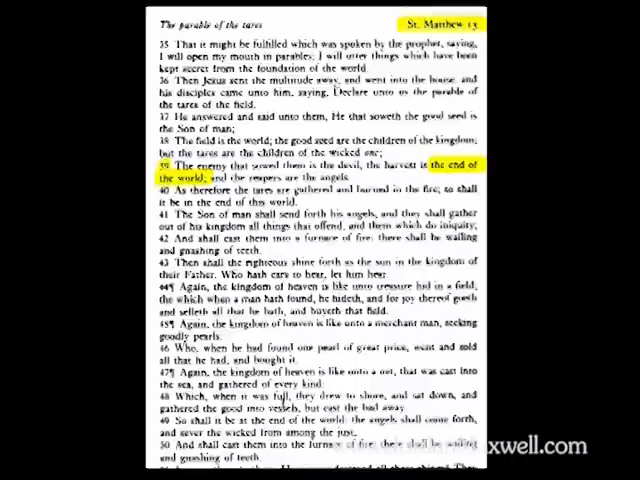 The parable of the tares St. Matthew 13
35 That it might be fulfilled which was spoken by the prophet, saying,
I will open my mouth in parables; I will utter things which have been
kept secret from the foundation of the world.
36 Then Jesus sent the multitude away, and went into the house: and
his disciples came unto him, saying, Declare unto us the parable of
the tares of the field.
37 He answered and said unto them, He that soweth the good seed is
the Son of man;
38 The field is the world; the good seed are the children of the kingdom;
but the tares are the children of the wicked one;
39 The enemy that sowed them is the devil, the harvest is the end of
the world; and the reapers are the angels.
40 As therefore the tares are gathered and burned in the fire; so shall
it be in the end of this world.
41 The Son of man shall send forth his angels, and they shall gather
out of his kingdom all things that offend, and them which do iniquity;
42 And shall cast them into a furnace of fire: there shall be wailing
and gnashing of teeth.
43 Then shall the righteous shine forth as the sun in the kingdom of
their Father. Who hath ears to hear, let him hear.
44¶ Again, the kingdom of heaven is like unto treasure hid in a field,
the which when a man hath found, he hideth, and for joy thereof goeth
and selleth all that he hath, and buyeth that field.
45¶ Again, the kingdom of heaven is like unto a merchant man, seeking
goodly pearls.
46 Who, when he had found one pearl of great price, went and sold
all that he had, and bought it.
47¶ Again, the kingdom of heaven is like unto a net, that was cast into
the sea, and gathered of every kind:
48 Which, when it was full, they drew to shore, and sat down, and
gathered the good into vessels, but cast the bad away.
49 So shall it be at the end of the world: the angels shall come forth,
and sever the wicked from among the just,
50 And shall cast them into the furnace of fire: there shall be wailing
and gnashing of teeth.
xwell.com